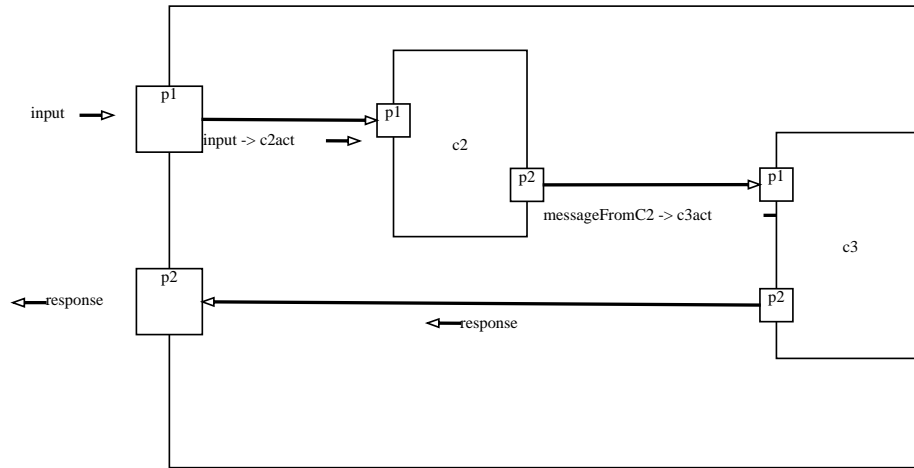 p1
input
p1
input -> c2act
c2
p2
p1
messageFromC2 -> c3act
c3
p2
response
p2
response